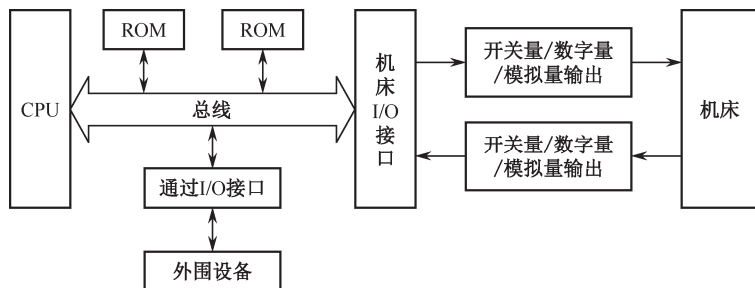 ROM
ROM
CPU
总线
机
床
I/O
接
口
开关量/数字量
/模拟量输出
机床
开关量/数字量
/模拟量输出
通过I/O接口
外围设备